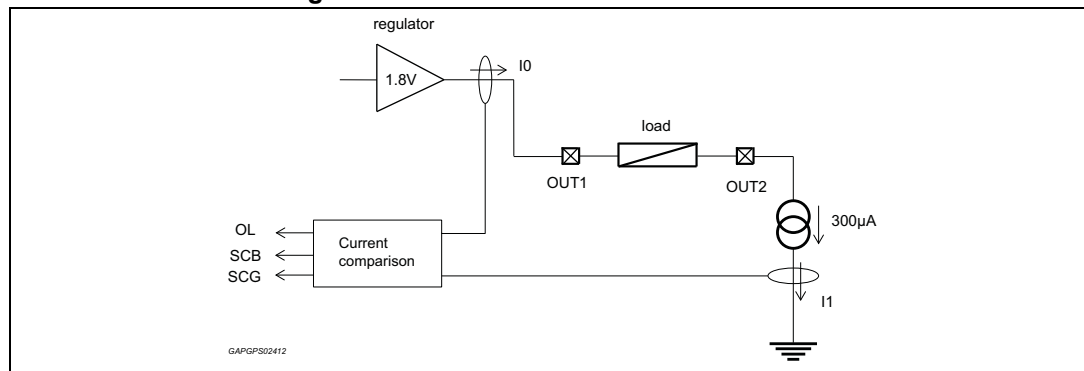 regulator
1.8V
I0
load
OUT1
OUT2
300µA
OL
SCB
SCG
Current
comparison
I1
GAPGPS02412